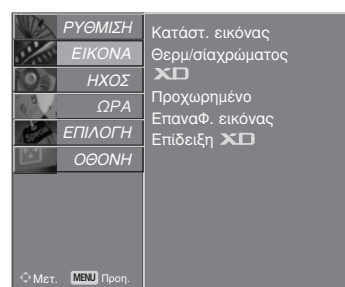 ΡΥΘΜΙΣΗ
ΕΙΚΟΝΑ
ΗΧΟΣ
ΩΡΑ
ΕΠΙΛΟΓΗ
ΟΘΟΝΗ
Μετ. MENU Προη.
Κατάστ. εικόνας
Θερμ/σίαχρώματος
XD
Προχωρημένο
ΕπαναΦ. εικόνας
Επίδειξη XD